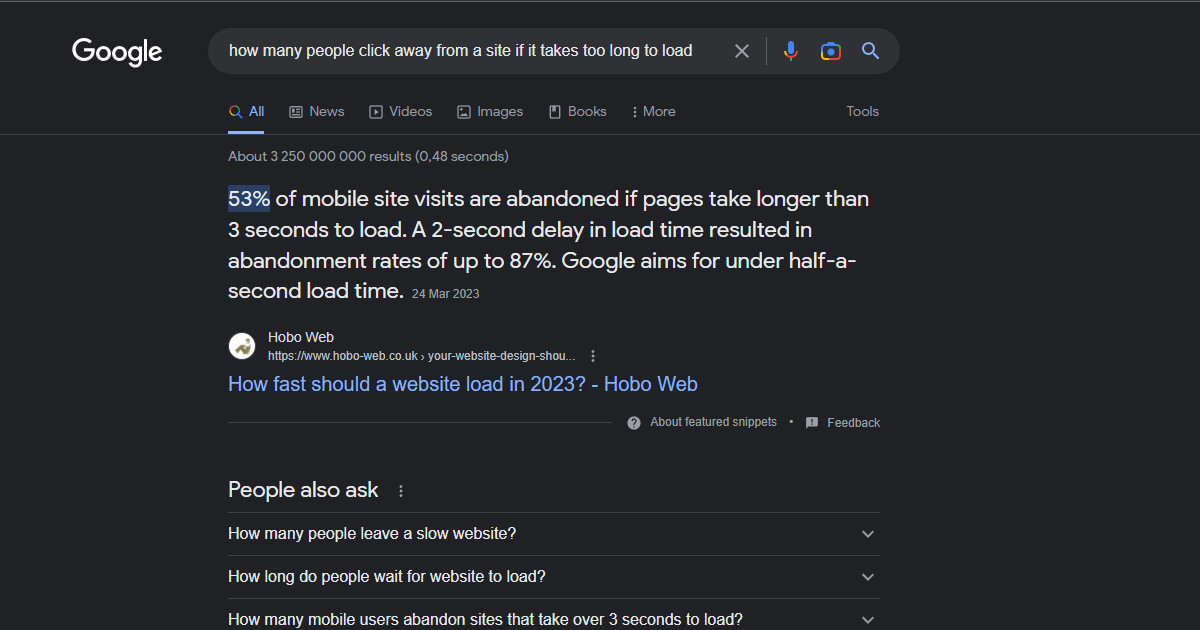 Google
how many people click away from a site if it takes too long to load
All News Videos Images Books More Tools
About 3 250 000 000 results (0,48 seconds)
53% of mobile site visits are abandoned if pages take longer than
3 seconds to load. A 2-second delay in load time resulted in
abandonment rates of up to 87%. Google aims for under half-a-
second load time. 24 Mar 2023
Hobo Web
https://www.hobo-web.co.uk › your-website-design-shou...
How fast should a website load in 2023? - Hobo Web
About featured snippets • Feedback
People also ask
How many people leave a slow website?
How long do people wait for website to load?
How many mobile users abandon sites that take over 3 seconds to load?